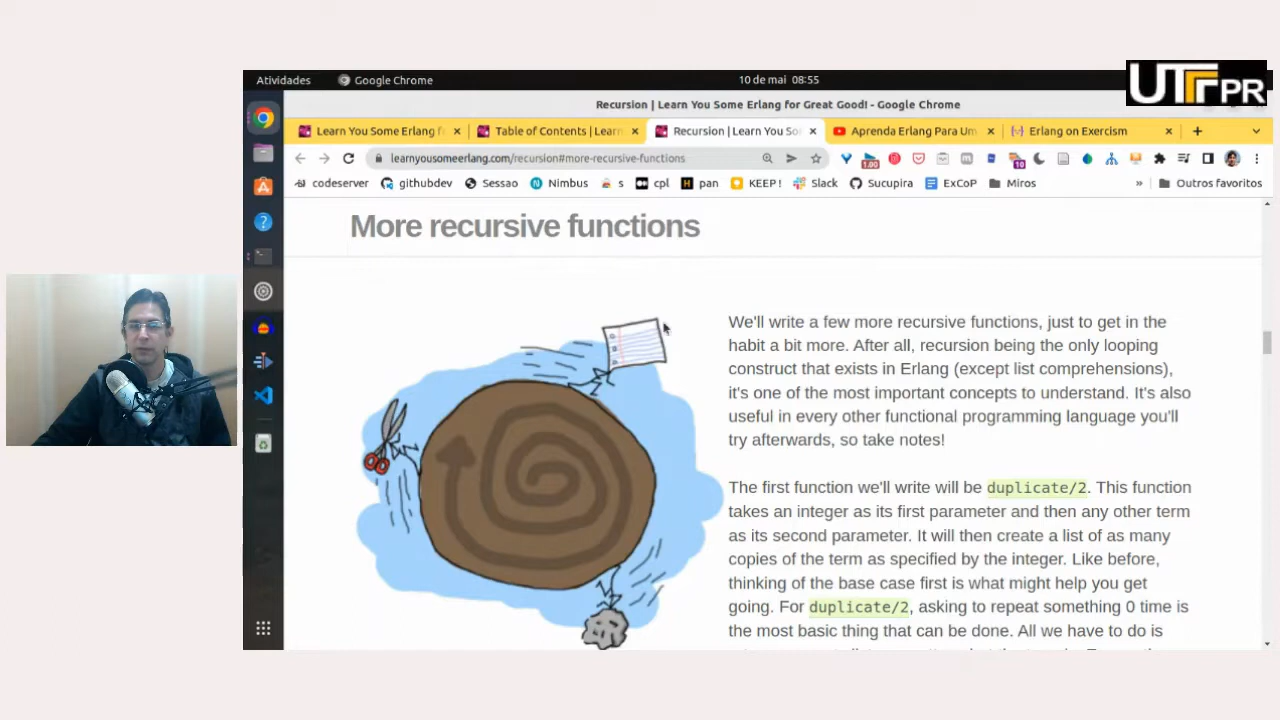 Atividades
Google Chrome
10 de mai 08:55
UTFPR
Recursion | Learn You Some Erlang for Great Good! - Google Chrome
Learn You Some Erlang f
Table of Contents | Learn
Recursion | Learn You So
Aprenda Erlang Para Um
Erlang on Exercism
learnyousomeerlang.com/recursion#more-recursive-functions
1.00
10
codeserver
githubdev
Sessao
Nimbus
s
cpl
pan
KEEP !
Slack
Sucupira
ExCoP
Miros
»
Outros favoritos
More recursive functions
We'll write a few more recursive functions, just to get in the
habit a bit more. After all, recursion being the only looping
construct that exists in Erlang (except list comprehensions),
it's one of the most important concepts to understand. It's also
useful in every other functional programming language you'll
try afterwards, so take notes!
The first function we'll write will be duplicate/2. This function
takes an integer as its first parameter and then any other term
as its second parameter. It will then create a list of as many
copies of the term as specified by the integer. Like before,
thinking of the base case first is what might help you get
going. For duplicate/2, asking to repeat something 0 time is
the most basic thing that can be done. All we have to do is